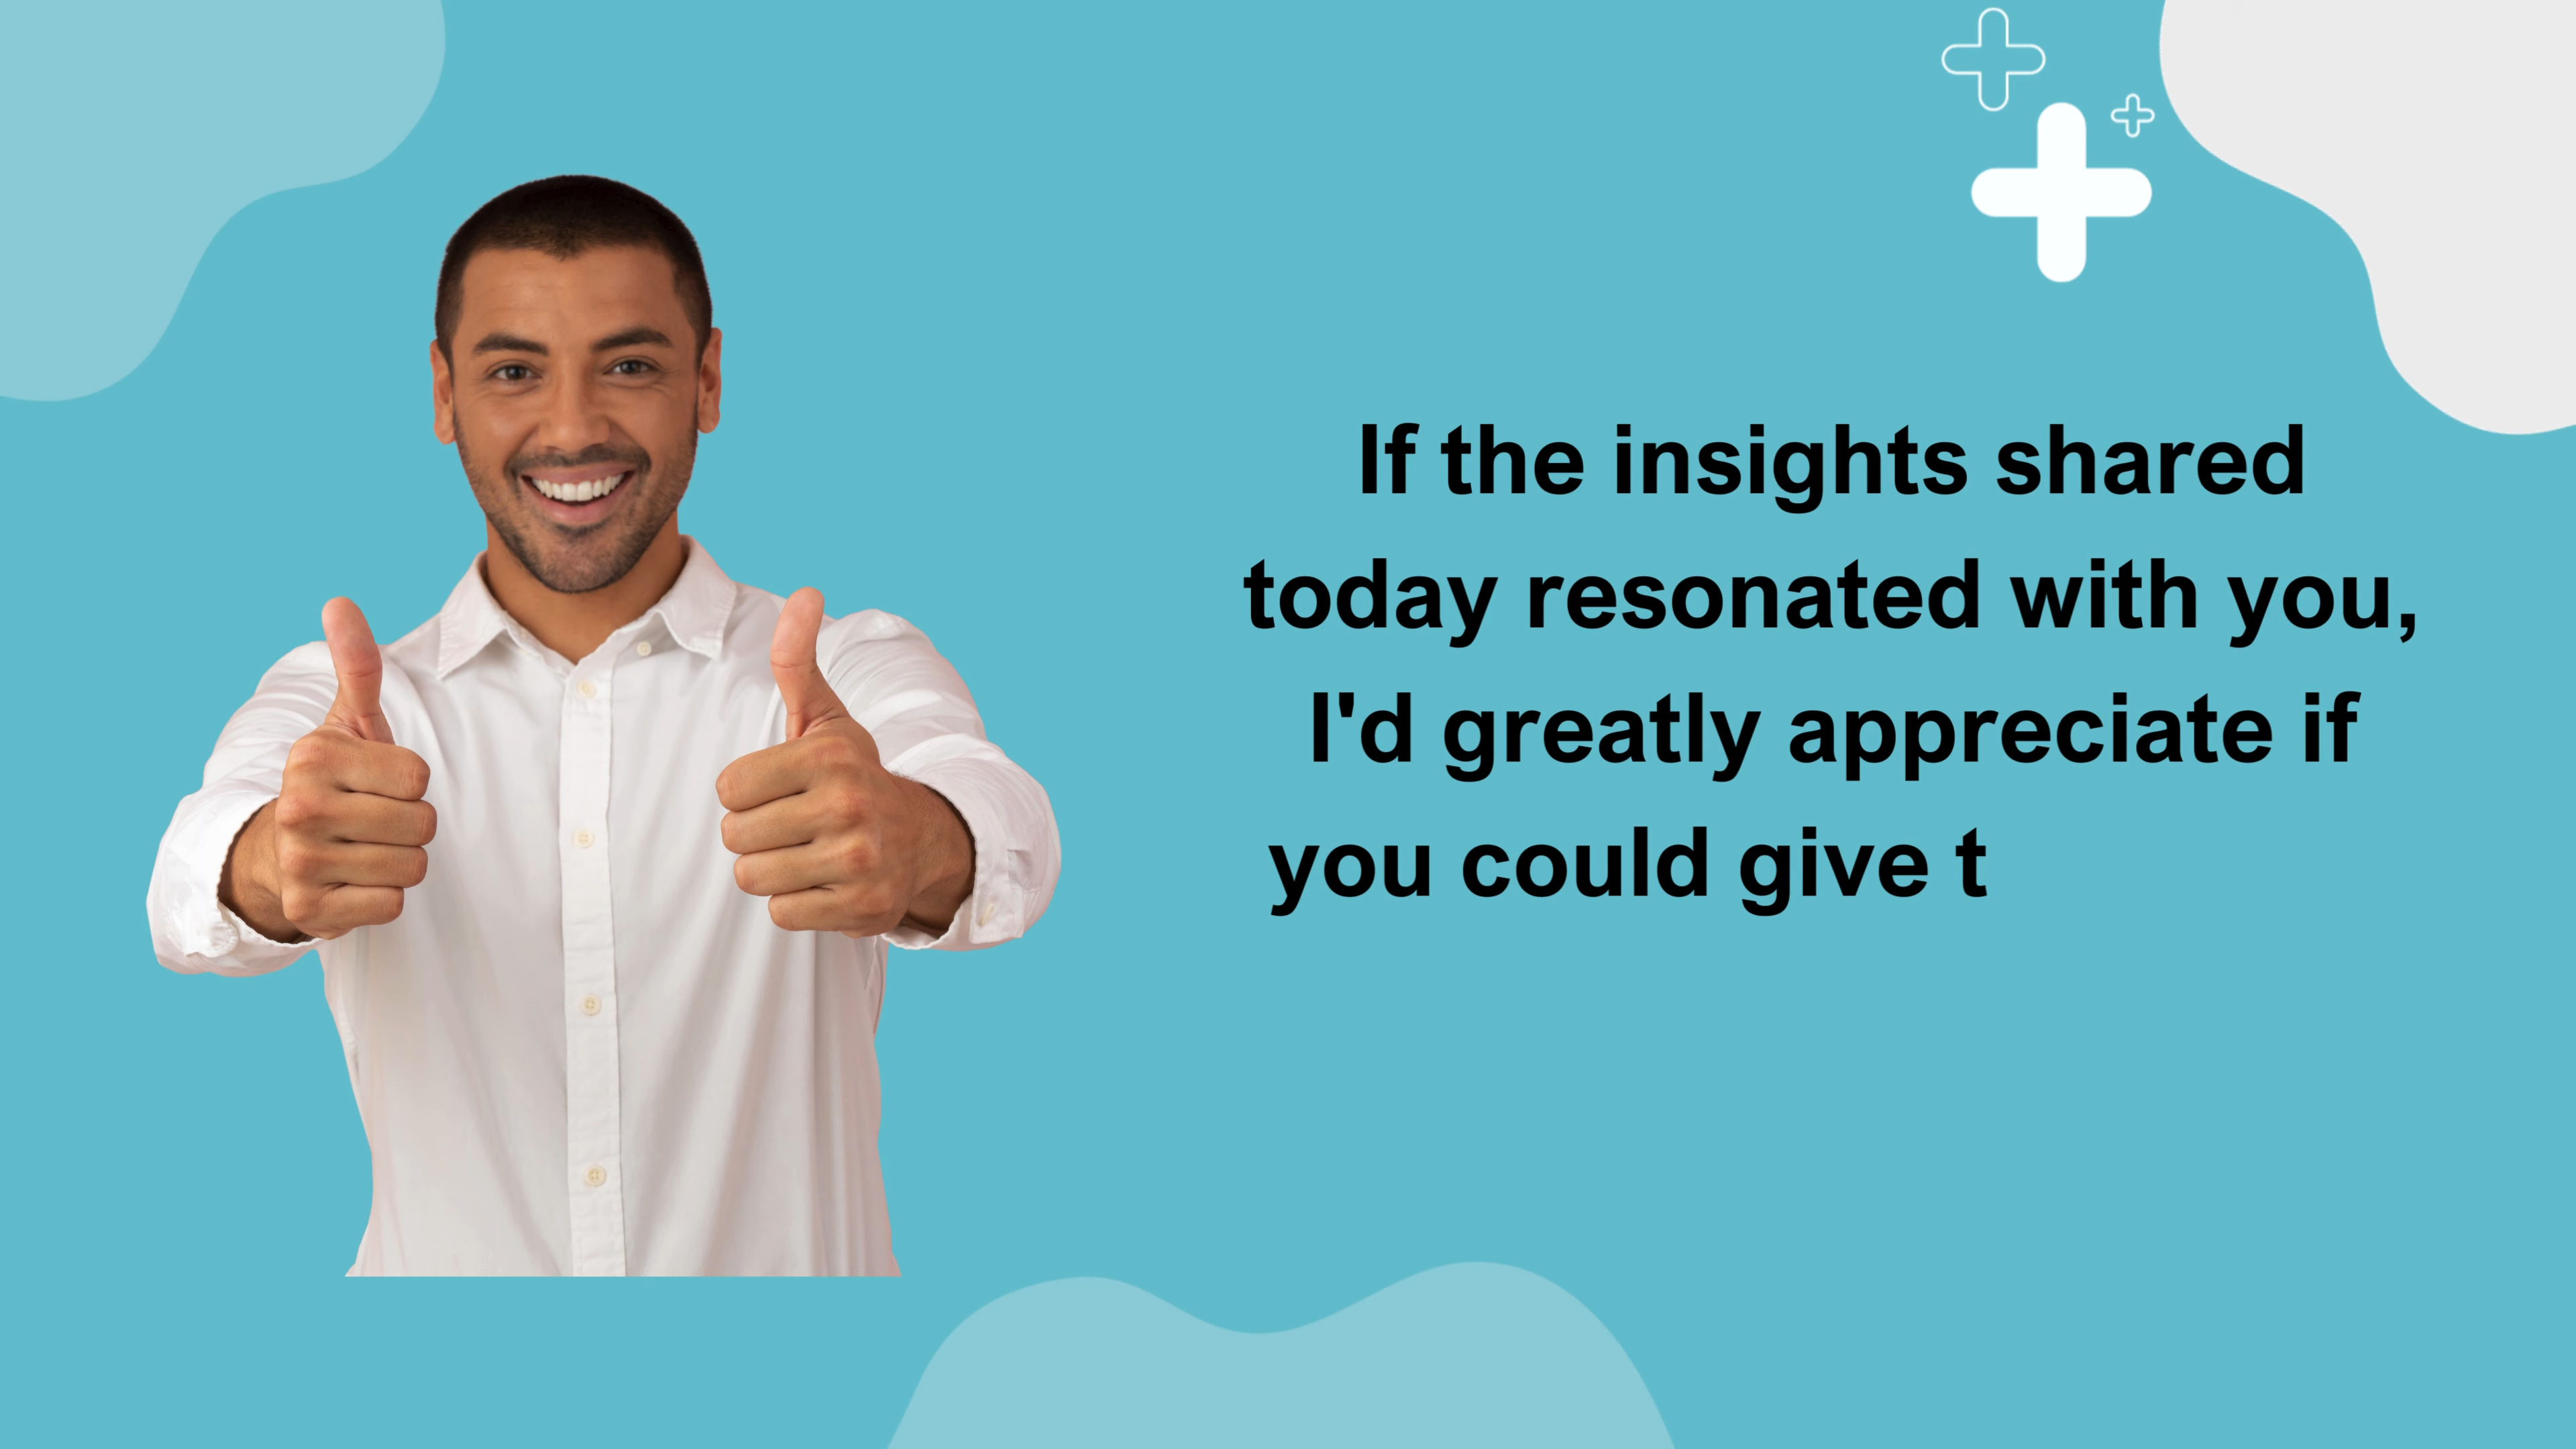 If the insights shared
today resonated with you,
I'd greatly appreciate if
you could give t